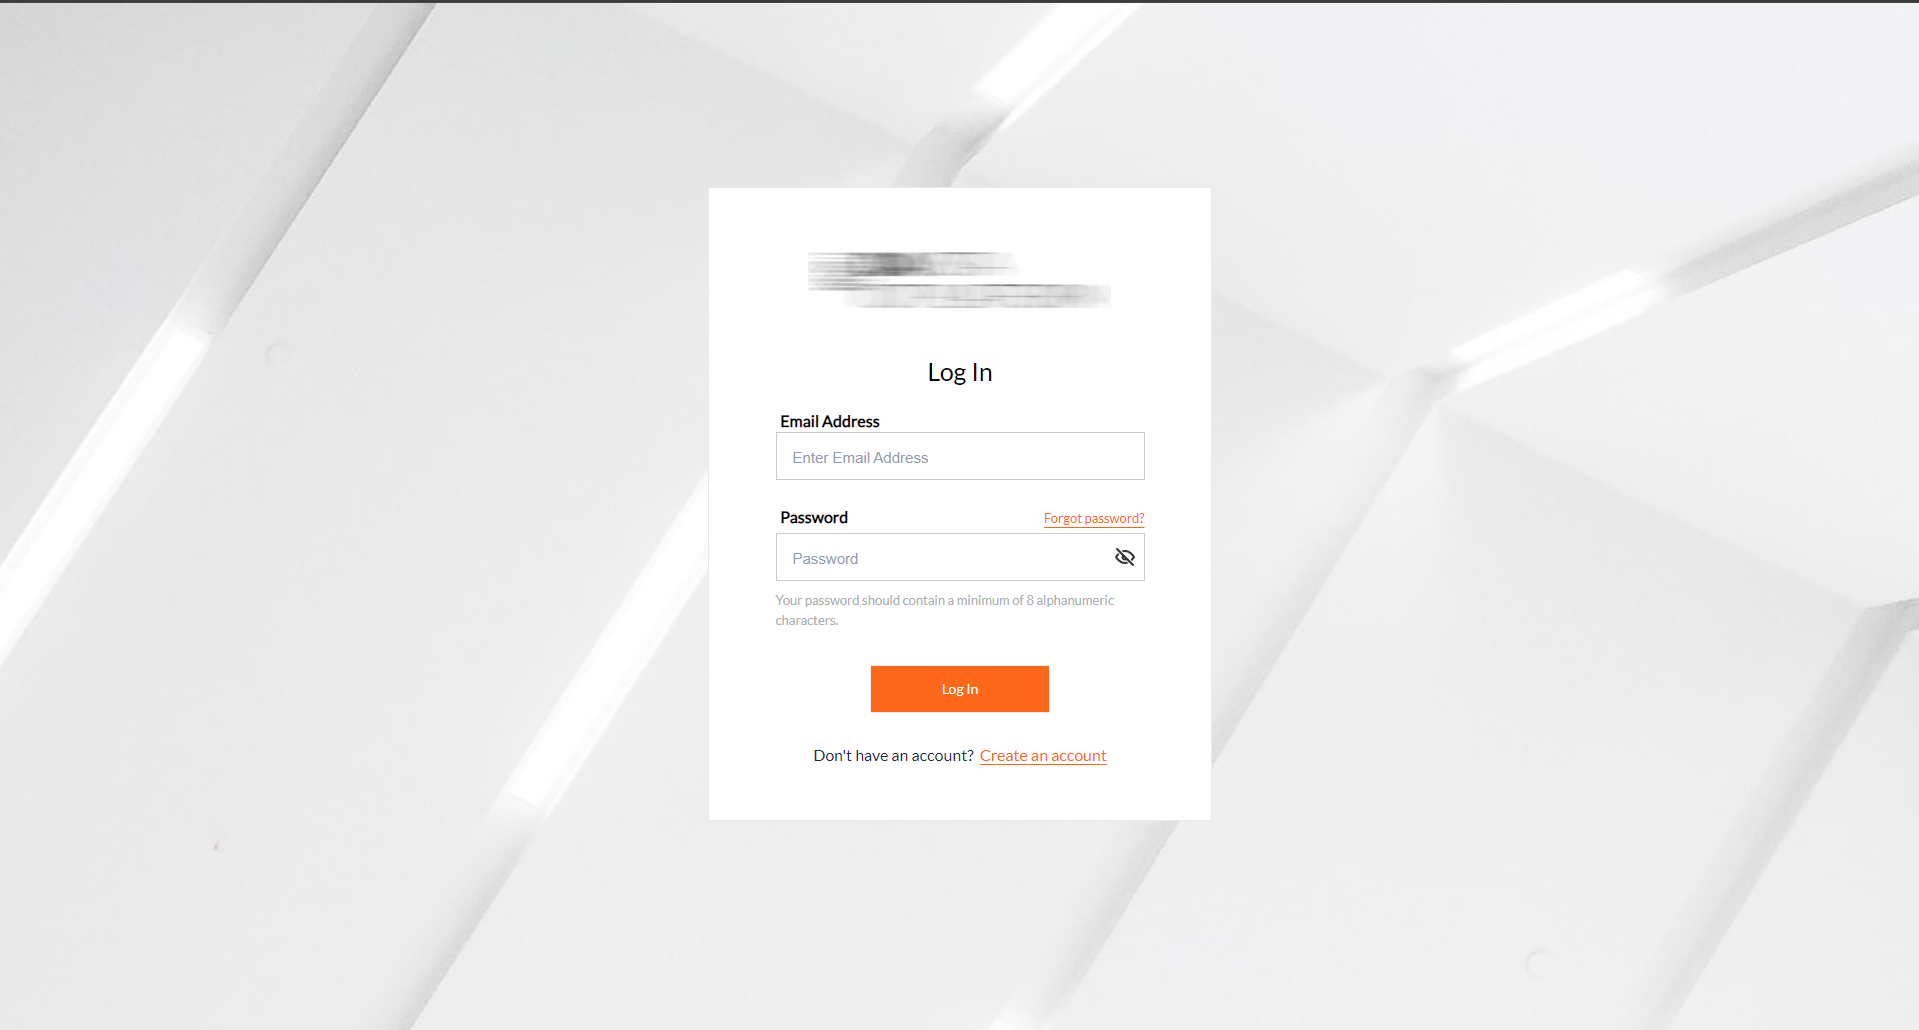 Log In
Email Address
Enter Email Address
Password Forgot password?
Password
Your password should contain a minimum of 8 alphanumeric
characters.
Log In
Don't have an account? Create an account